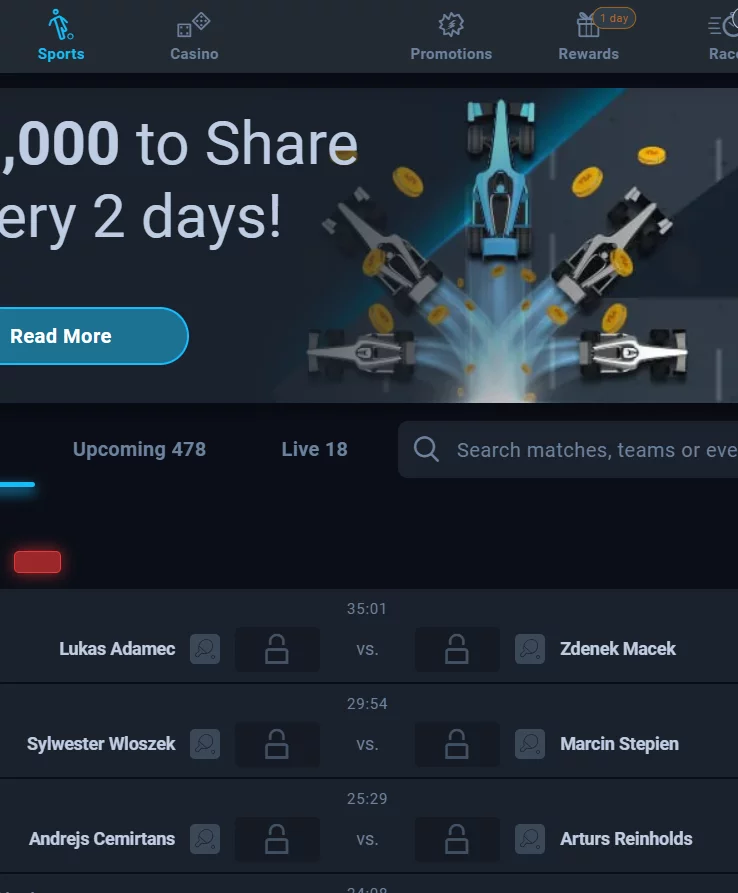 1 day
Sports
Casino
Promotions
Rewards
,000 to Share
ery 2 days!
Read More
Upcoming 478
Live 18
Search matches, teams or eve
35:01
Lukas Adamec
vs.
Zdenek Macek
29:54
Sylwester Wloszek
vs.
Marcin Stepien
25:29
Andrejs Cemirtans
vs.
Arturs Reinholds